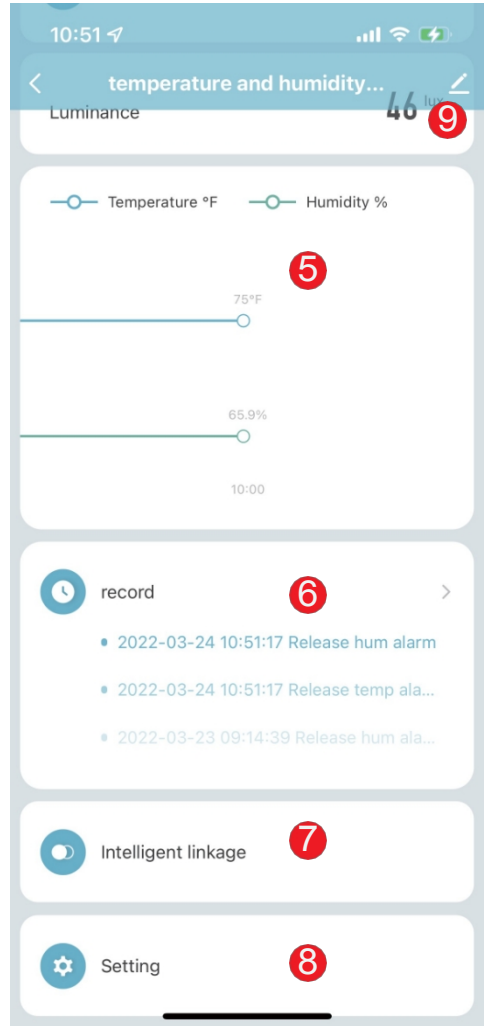 10:51
temperature and humidity...
Luminance 46 lux
9
Temperature °F Humidity %
5
75°F
65.9%
10:00
record 6
2022-03-24 10:51:17 Release hum alarm
2022-03-24 10:51:17 Release temp ala...
2022-03-23 09:14:39 Release hum ala...
Intelligent linkage 7
Setting 8